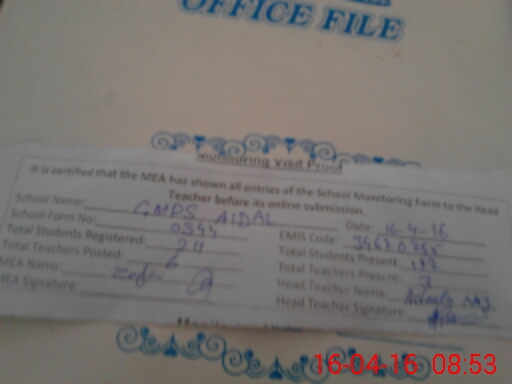 OFFICE FILE
Monitoring Visit Proof
It is certified that the MEA has shown all entries of the School Monitoring Form to the Head
Teacher before its online submission.
School Name: GMPS AIDAL Date: 16-4-16
School Form No: EMIS Code:
Total Students Registered: 211 Total Students Present:
Total Teachers Posted: 6 Total Teachers Present: 3
MEA Name: Head Teacher Name:
MEA Signature: Head Teacher Signature
16-04-16 08:53